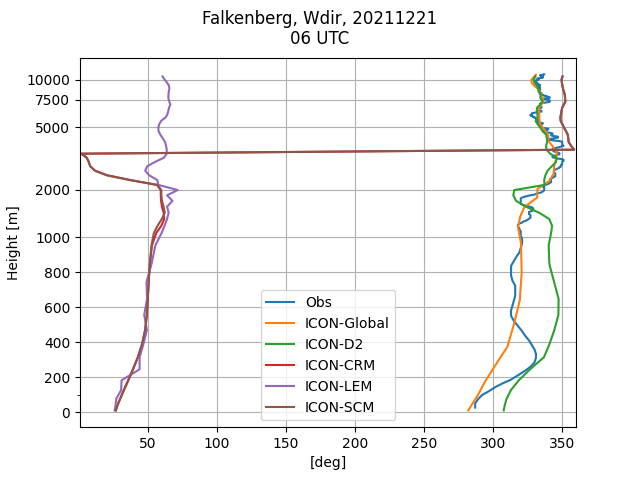 Falkenberg, Wdir, 20211221
06 UTC
10000
7500
5000
2000
1000
800
600
400
200
0
Height [m]
Obs
ICON-Global
ICON-D2
ICON-CRM
ICON-LEM
ICON-SCM
50 100 150 200 250 300 350
[deg]